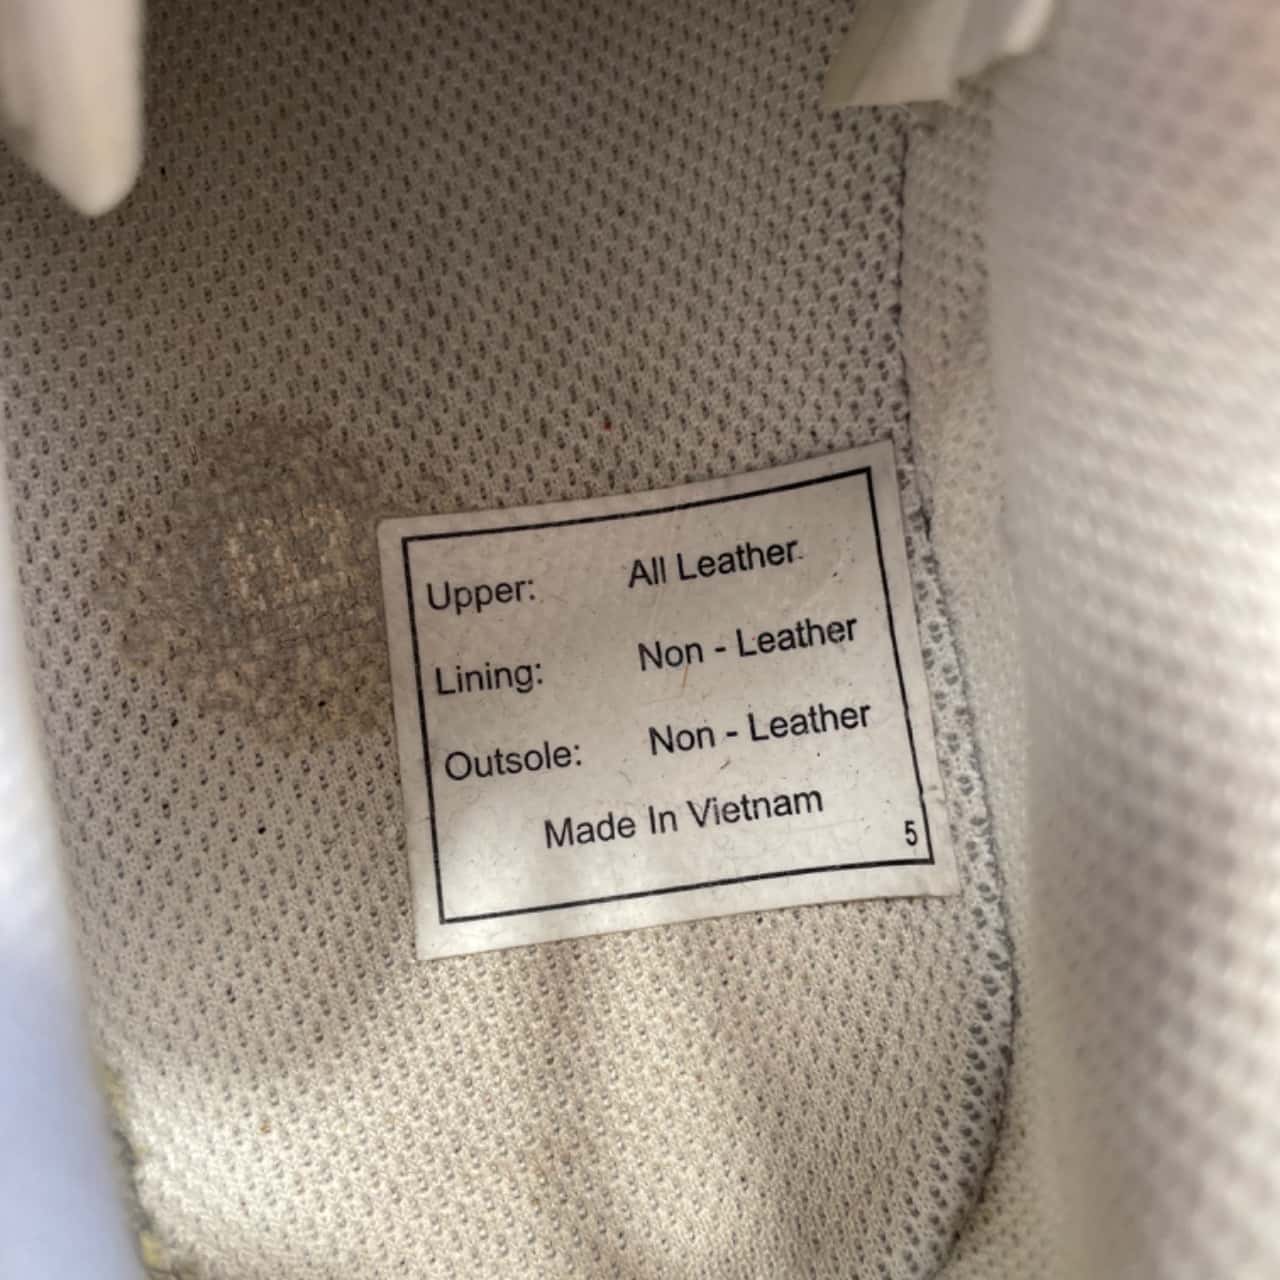 Upper: All Leather
Lining: Non - Leather
Outsole: Non - Leather
Made In Vietnam
5